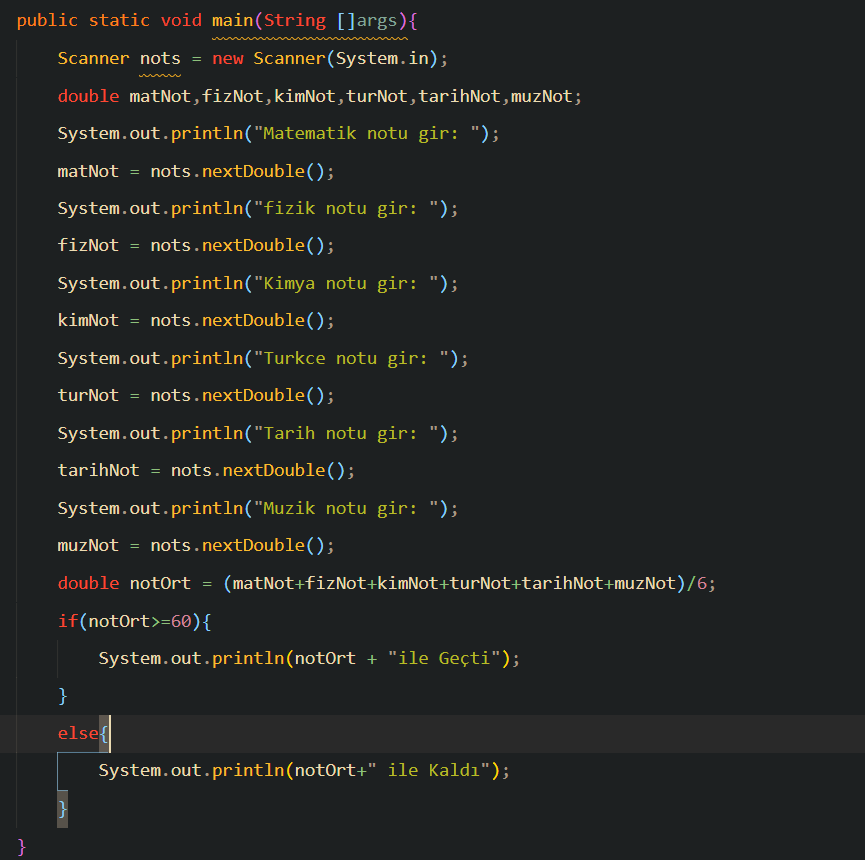 public static void main(String []args){
Scanner nots = new Scanner(System.in);
double matNot,fizNot,kimNot,turNot,tarihNot,muzNot;
System.out.println("Matematik notu gir: ");
matNot = nots.nextDouble();
System.out.println("fizik notu gir: ");
fizNot = nots.nextDouble();
System.out.println("Kimya notu gir: ");
kimNot = nots.nextDouble();
System.out.println("Turkce notu gir: ");
turNot = nots.nextDouble();
System.out.println("Tarih notu gir: ");
tarihNot = nots.nextDouble();
System.out.println("Muzik notu gir: ");
muzNot = nots.nextDouble();
double notOrt = (matNot+fizNot+kimNot+turNot+tarihNot+muzNot)/6;
if(notOrt>=60){
System.out.println(notOrt + "ile Geçti");
}
else{
System.out.println(notOrt+" ile Kaldı");
}
}